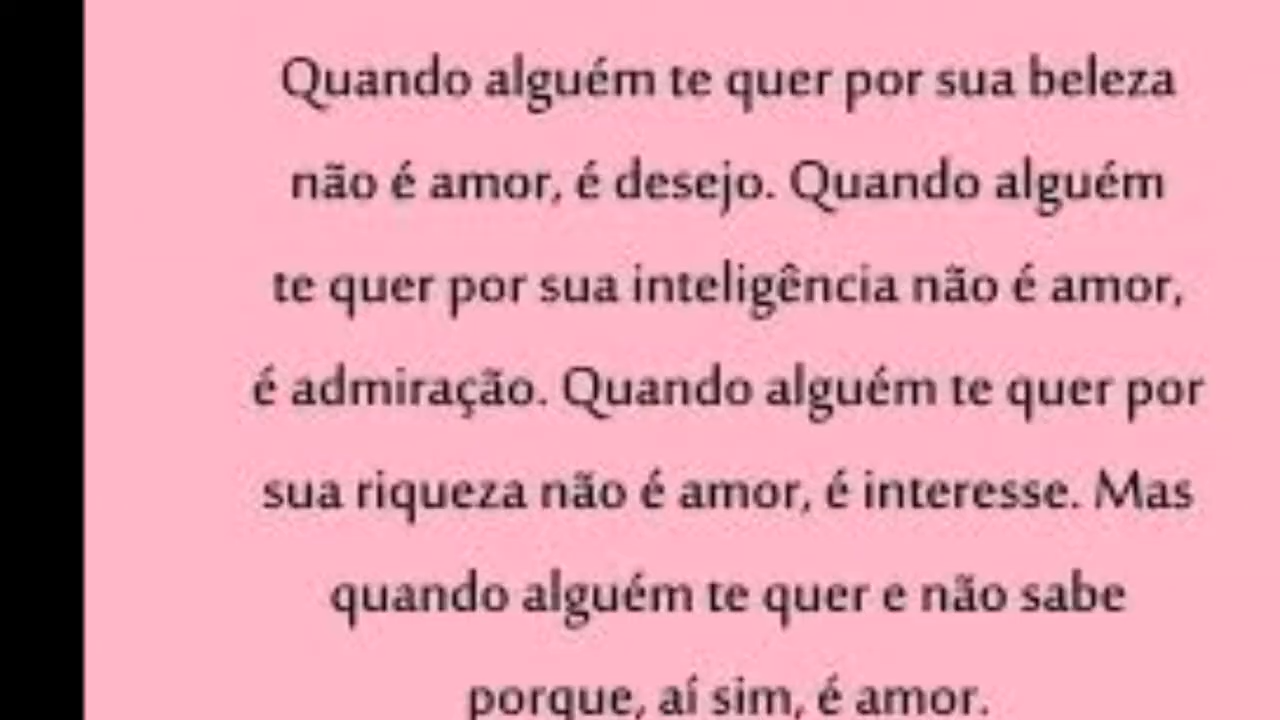 Quando alguém te quer por sua beleza
não é amor, é desejo. Quando alguém
te quer por sua inteligência não é amor,
é admiração. Quando alguém te quer por
sua riqueza não é amor, é interesse. Mas
quando alguém te quer e não sabe
porque, aí sim, é amor.